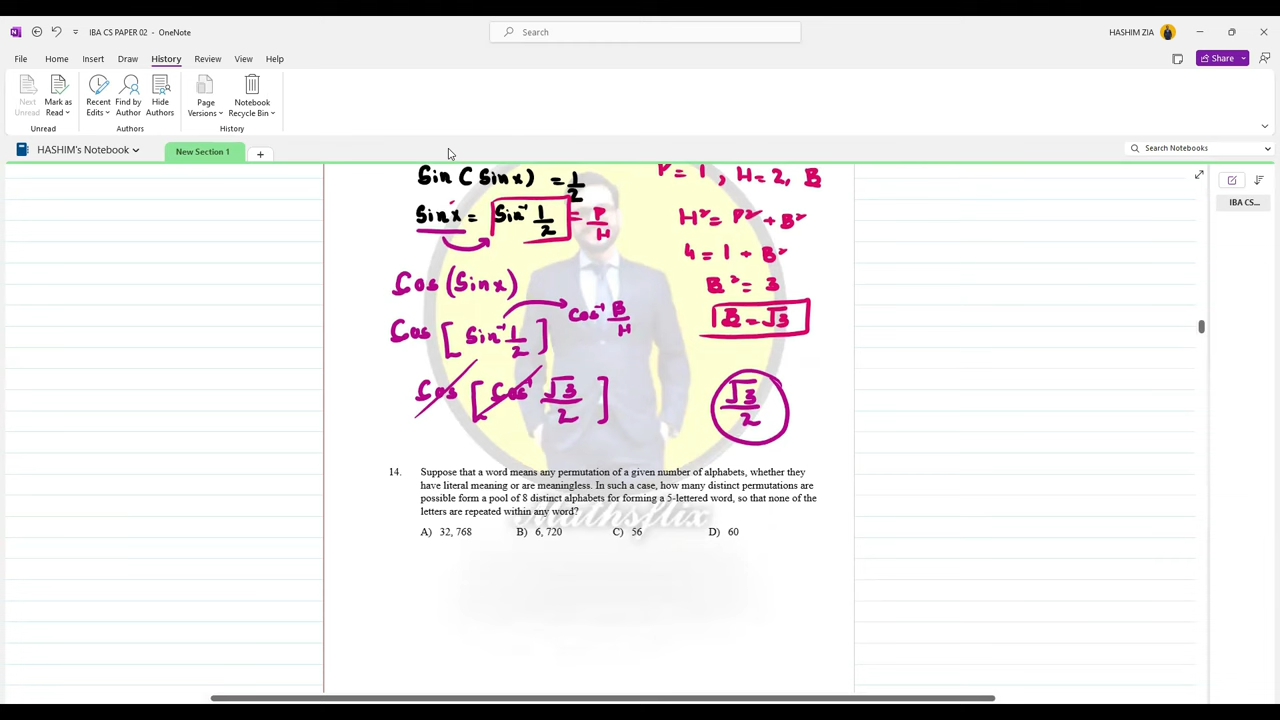 IBA CS PAPER 02 - OneNote
Search
HASHIM ZIA
File Home Insert Draw History Review View Help
Share
Next Unread
Mark as Read
Recent Edits
Find by Author
Hide Authors
Page Versions
Notebook Recycle Bin
Unread Authors History
HASHIM's Notebook
New Section 1
+
Search Notebooks
IBA CS...
Sin (Sinx) = 1/2
P = 1 , H = 2, B
Sinx = Sin⁻¹ 1/2 = P/H
H² = P² + B²
4 = 1 + B²
Cos (Sinx)
B² = 3
Cos [Sin⁻¹ 1/2]
Cos⁻¹ B/H
B = √3
Cos [Cos⁻¹ √3/2]
√3/2
14. Suppose that a word means any permutation of a given number of alphabets, whether they
have literal meaning or are meaningless. In such a case, how many distinct permutations are
possible form a pool of 8 distinct alphabets for forming a 5-lettered word, so that none of the
letters are repeated within any word?
Mathsflix
A) 32, 768 B) 6, 720 C) 56 D) 60